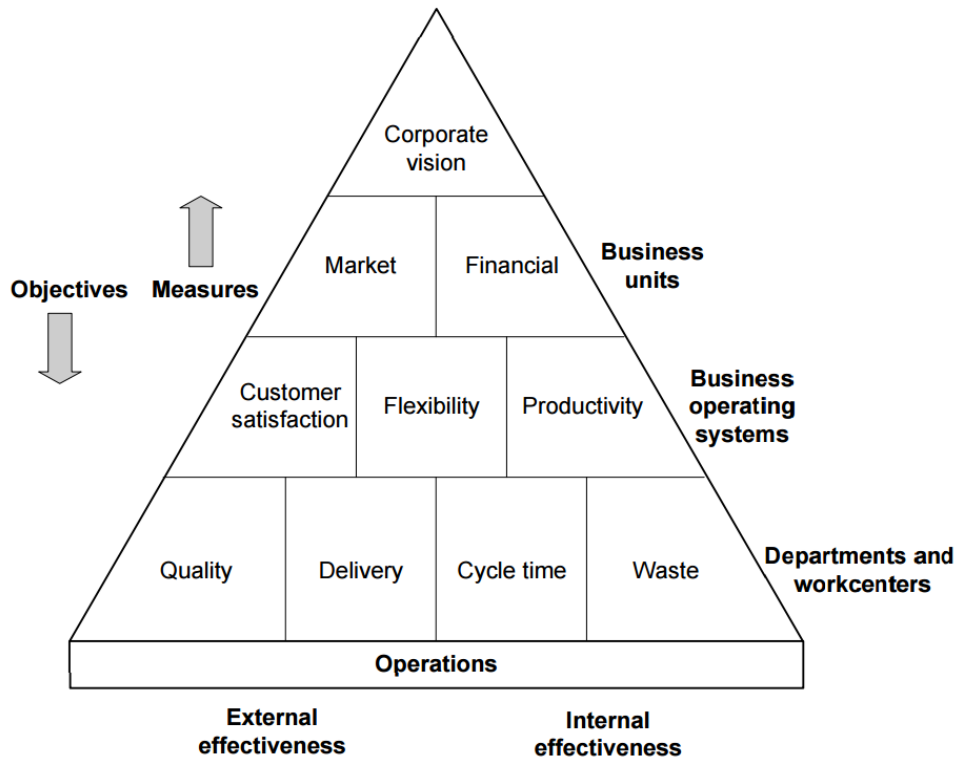 Corporate
vision
Market
Financial
Business
units
Objectives
Measures
Customer
satisfaction
Flexibility
Productivity
Business
operating
systems
Quality
Delivery
Cycle time
Waste
Departments and
workcenters
Operations
External
effectiveness
Internal
effectiveness